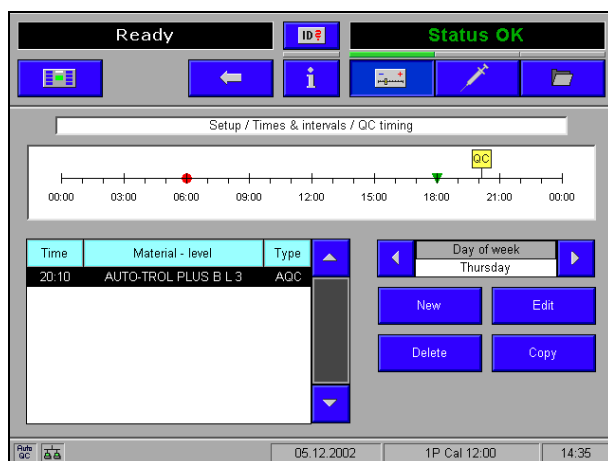 Ready
ID?
Status OK
i
Setup / Times & intervals / QC timing
QC
00:00 03:00 06:00 09:00 12:00 15:00 18:00 21:00 00:00
Time Material - level Type
20:10 AUTO-TROL PLUS B L 3 AQC
Day of week
Thursday
New Edit
Delete Copy
Auto QC 05.12.2002 1P Cal 12:00 14:35